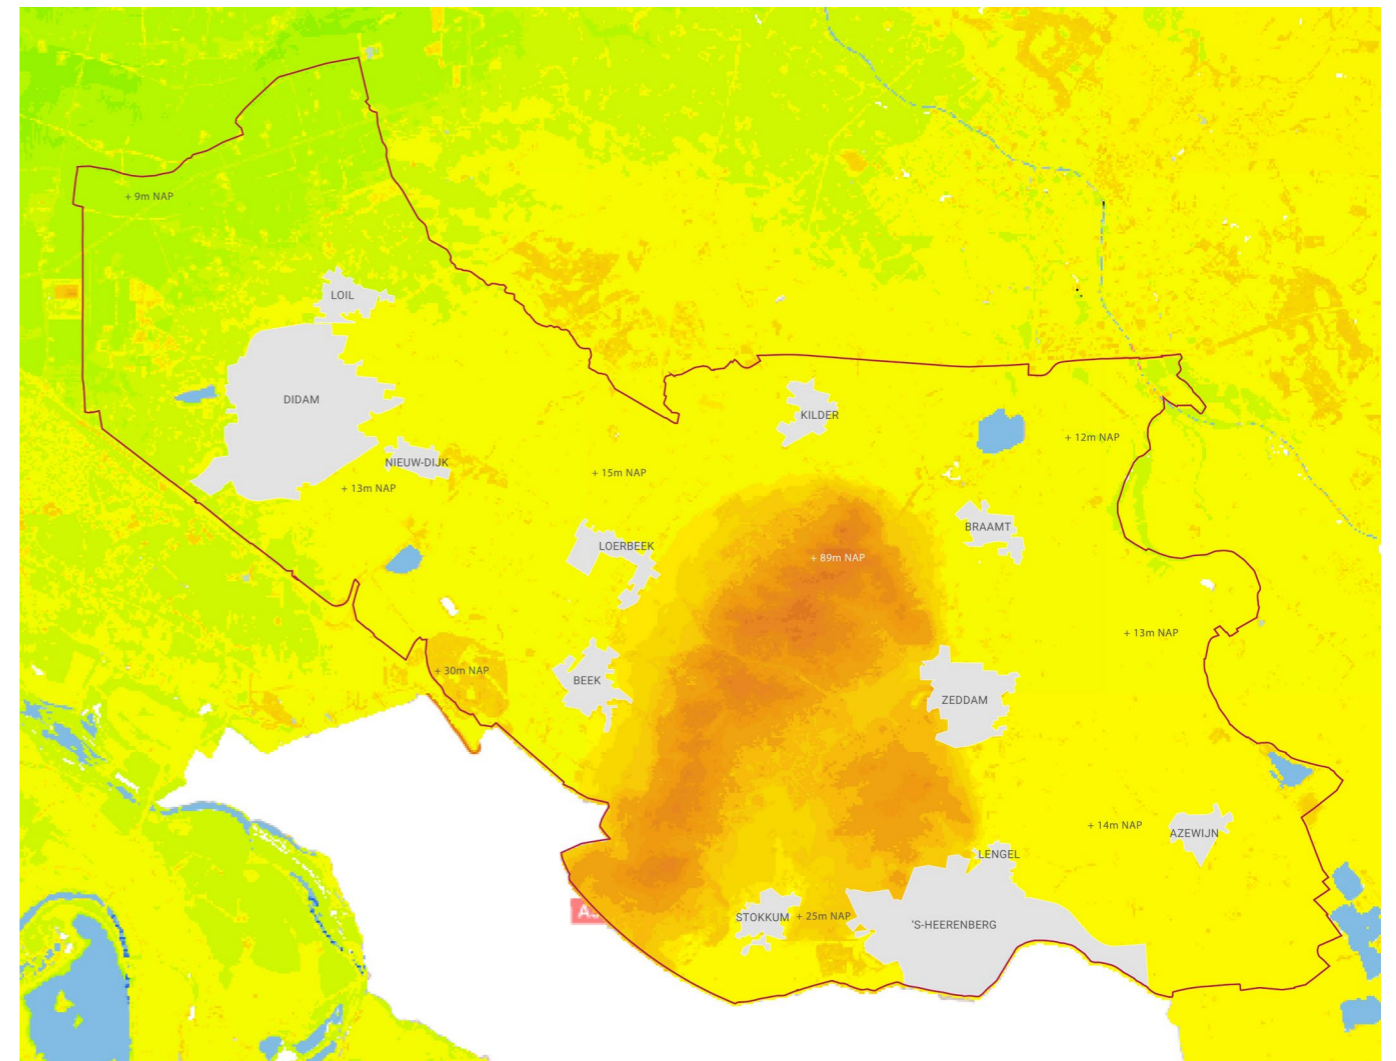 + 9m NAP
LOIL
DIDAM
KILDER
+ 12m NAP
NIEUW-DIJK
+ 15m NAP
+ 13m NAP
BRAAMT
LOERBEEK
+ 89m NAP
+ 13m NAP
+ 30m NAP
BEEK
ZEDDAM
+ 14m NAP
AZEWIJN
LENGEL
STOKKUM
+ 25m NAP
'S-HEERENBERG